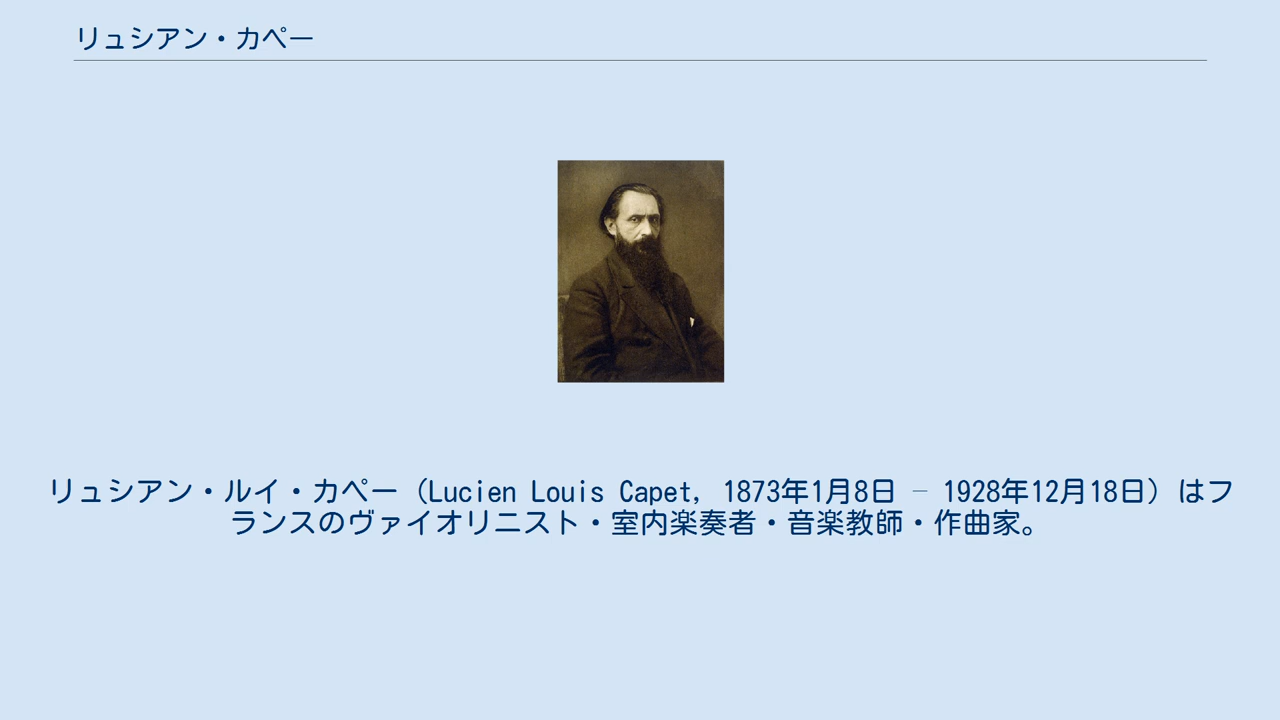 リュシアン・カペー
リュシアン・ルイ・カペー（Lucien Louis Capet, 1873年1月8日 – 1928年12月18日）はフ
ランスのヴァイオリニスト・室内楽奏者・音楽教師・作曲家。